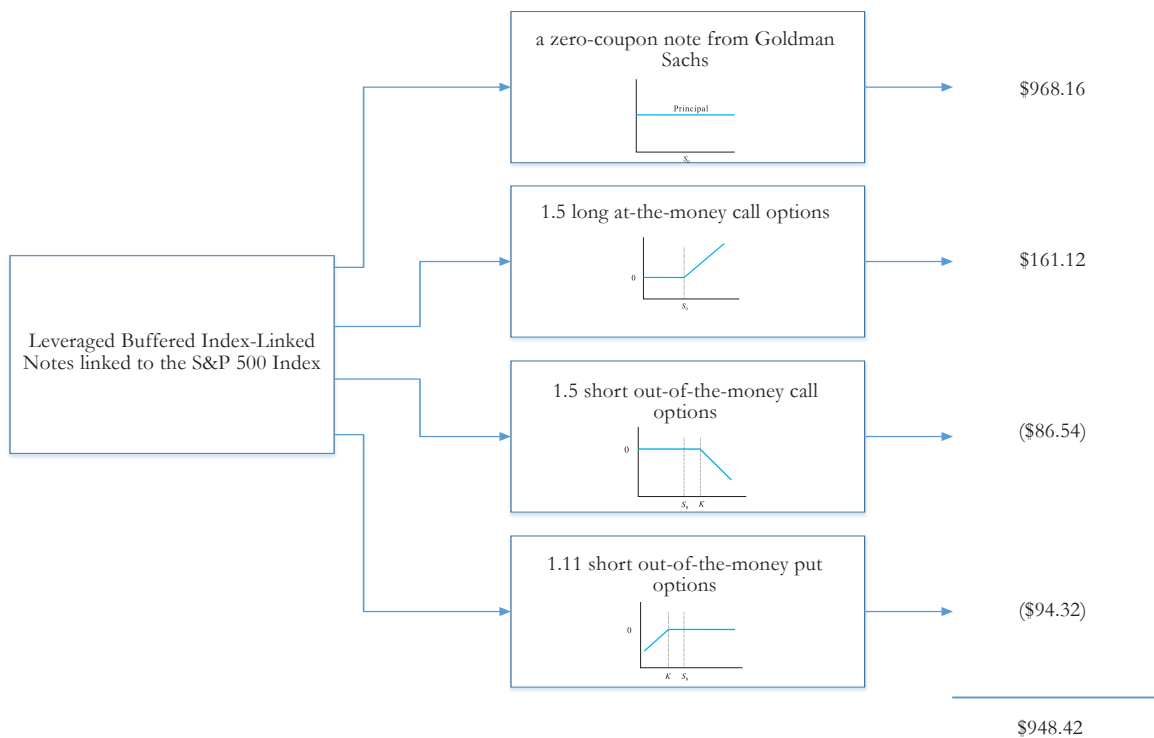 a zero-coupon note from Goldman
Sachs
Principal
S₀
$968.16
1.5 long at-the-money call options
0
S₀
$161.12
Leveraged Buffered Index-Linked
Notes linked to the S&P 500 Index
1.5 short out-of-the-money call
options
0
S₀ K
($86.54)
1.11 short out-of-the-money put
options
0
K S₀
($94.32)
$948.42